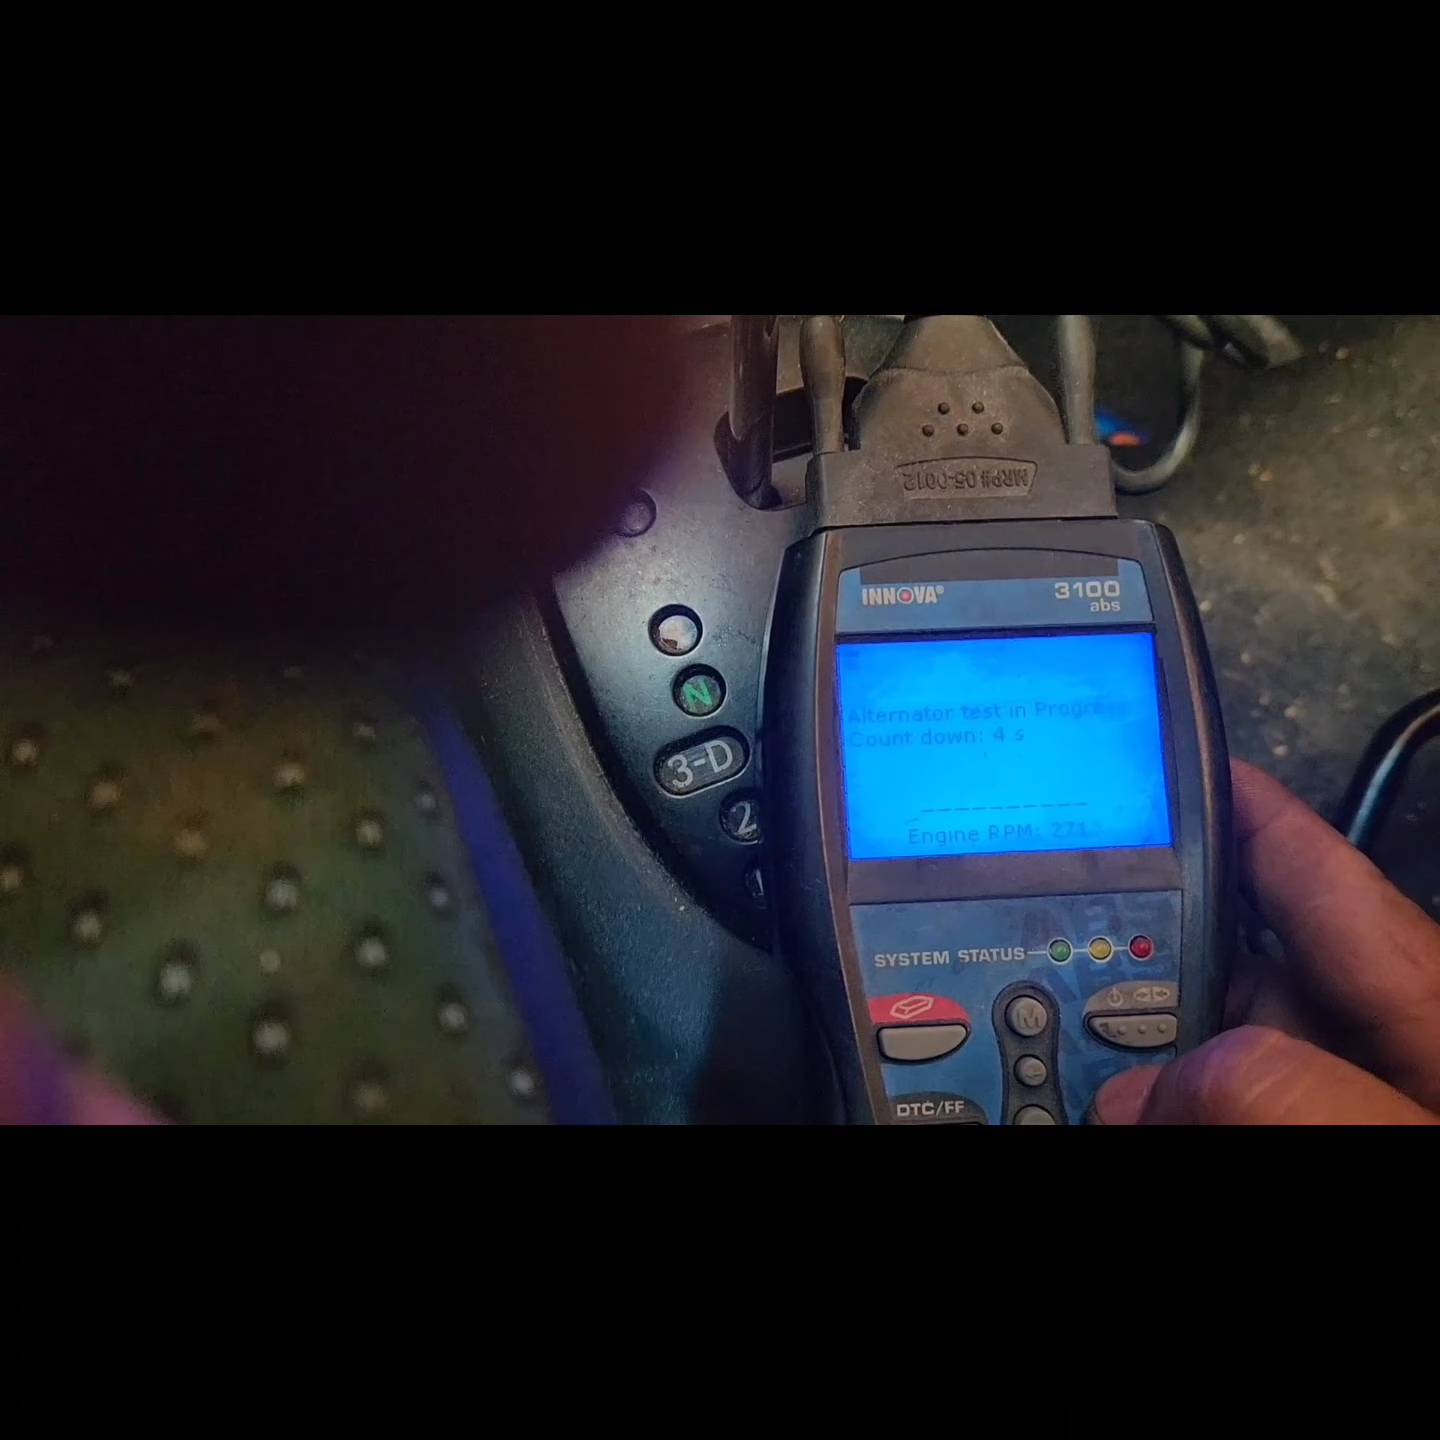 MRP# 05-0012
INNOVA®
3100
abs
N
3-D
2
Alternator test in
Count down: 4 s
Engine RPM:
SYSTEM STATUS
M
DTC/FF